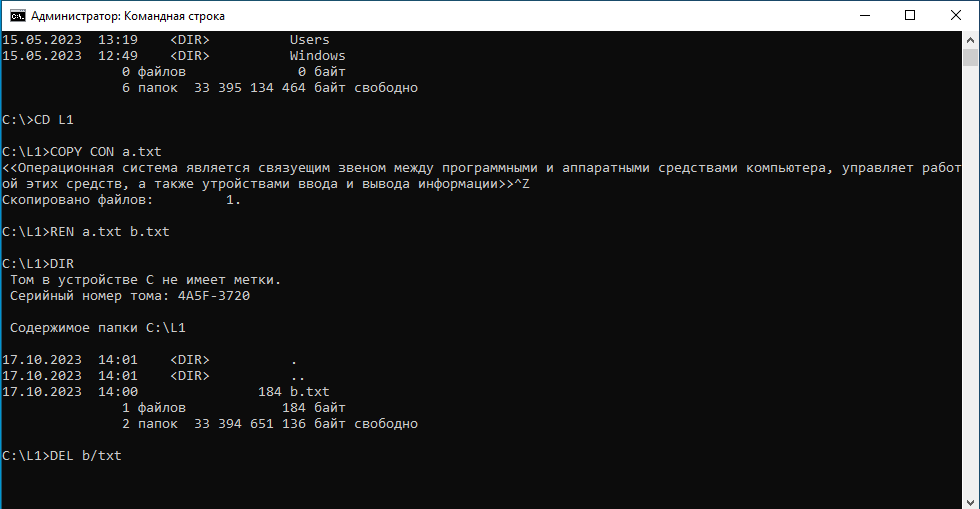 Администратор: Командная строка
15.05.2023  13:19    <DIR>          Users
15.05.2023  12:49    <DIR>          Windows
               0 файлов              0 байт
               6 папок  33 395 134 464 байт свободно
C:\>CD L1
C:\L1>COPY CON a.txt
<<Операционная система является связуещим звеном между программными и аппаратными средствами компьютера, управляет работ
ой этих средств, а также утройствами ввода и вывода информации>>^Z
Скопировано файлов:         1.
C:\L1>REN a.txt b.txt
C:\L1>DIR
 Том в устройстве C не имеет метки.
 Серийный номер тома: 4A5F-3720
 Содержимое папки C:\L1
17.10.2023  14:01    <DIR>          .
17.10.2023  14:01    <DIR>          ..
17.10.2023  14:00               184 b.txt
               1 файлов            184 байт
               2 папок  33 394 651 136 байт свободно
C:\L1>DEL b/txt